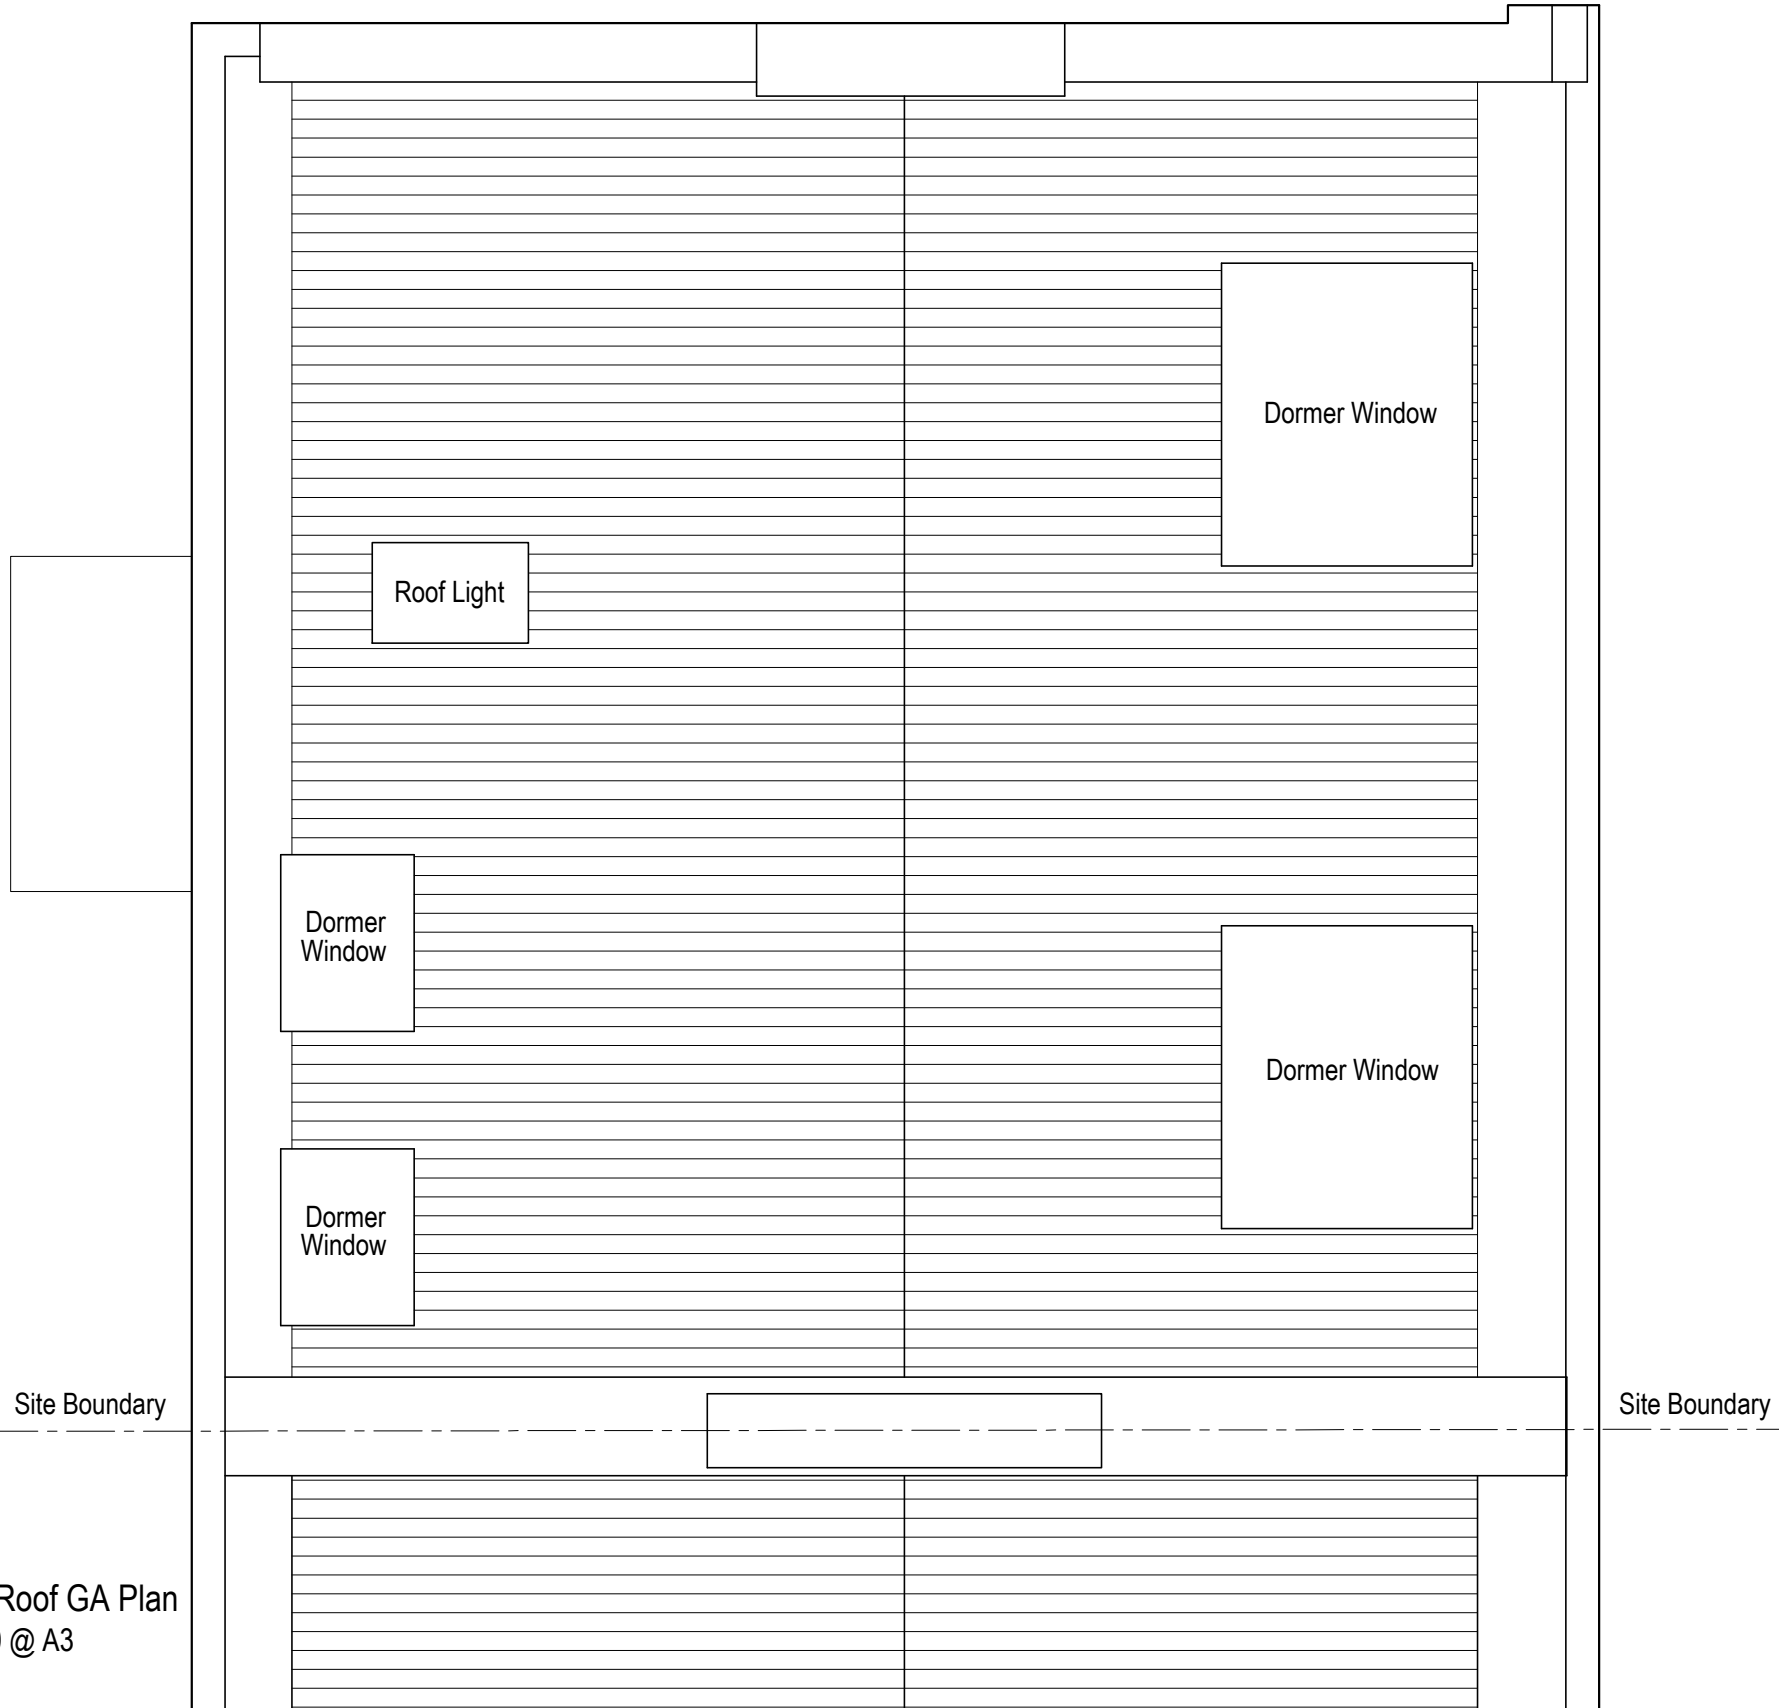 Dormer Window
Roof Light
Dormer
Window
Dormer Window
Dormer
Window
Site Boundary
Site Boundary
Roof GA Plan
@ A3